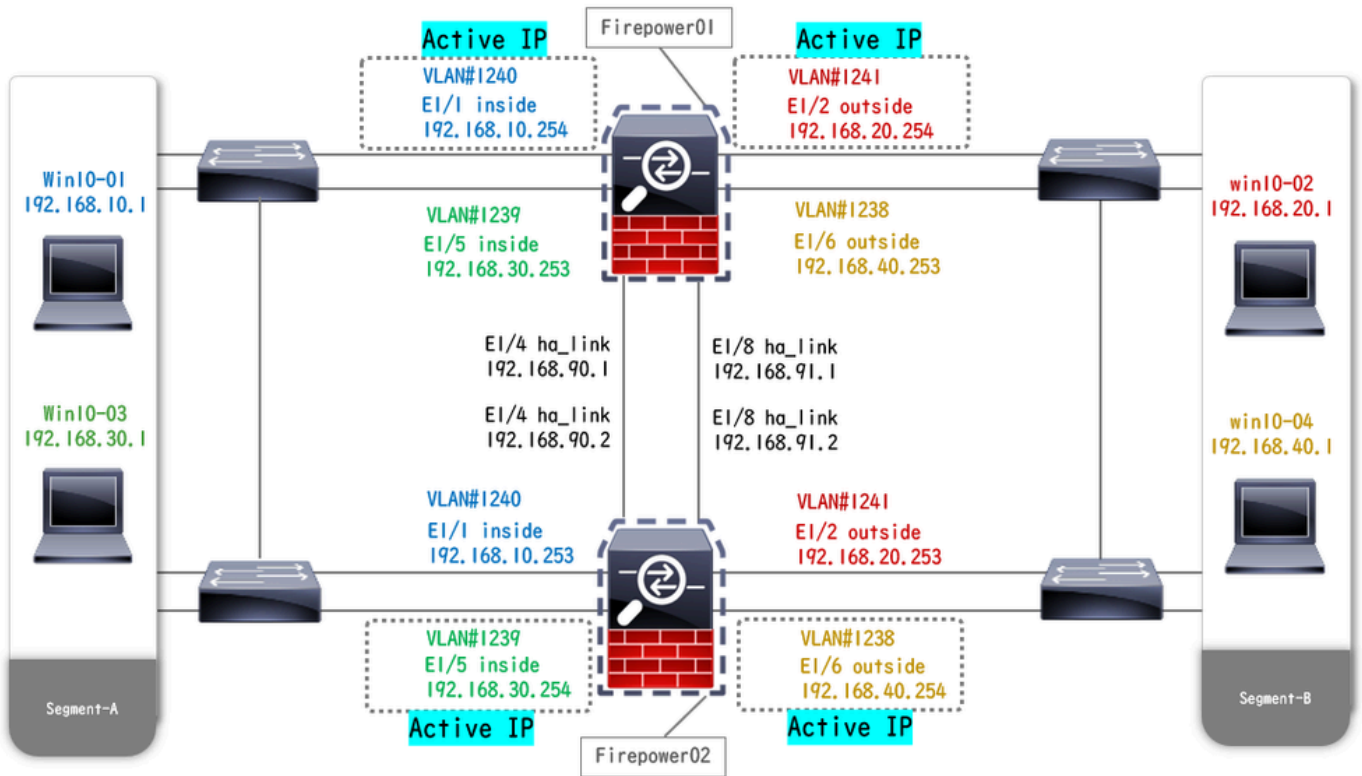 Firepower01
Active IP
VLAN#1240
E1/1 inside
192.168.10.254
Active IP
VLAN#1241
E1/2 outside
192.168.20.254
Win10-01
192.168.10.1
win10-02
192.168.20.1
VLAN#1239
E1/5 inside
192.168.30.253
VLAN#1238
E1/6 outside
192.168.40.253
E1/4 ha_link
192.168.90.1
E1/8 ha_link
192.168.91.1
E1/4 ha_link
192.168.90.2
E1/8 ha_link
192.168.91.2
Win10-03
192.168.30.1
win10-04
192.168.40.1
VLAN#1240
E1/1 inside
192.168.10.253
VLAN#1241
E1/2 outside
192.168.20.253
VLAN#1239
E1/5 inside
192.168.30.254
Active IP
VLAN#1238
E1/6 outside
192.168.40.254
Active IP
Segment-A
Segment-B
Firepower02